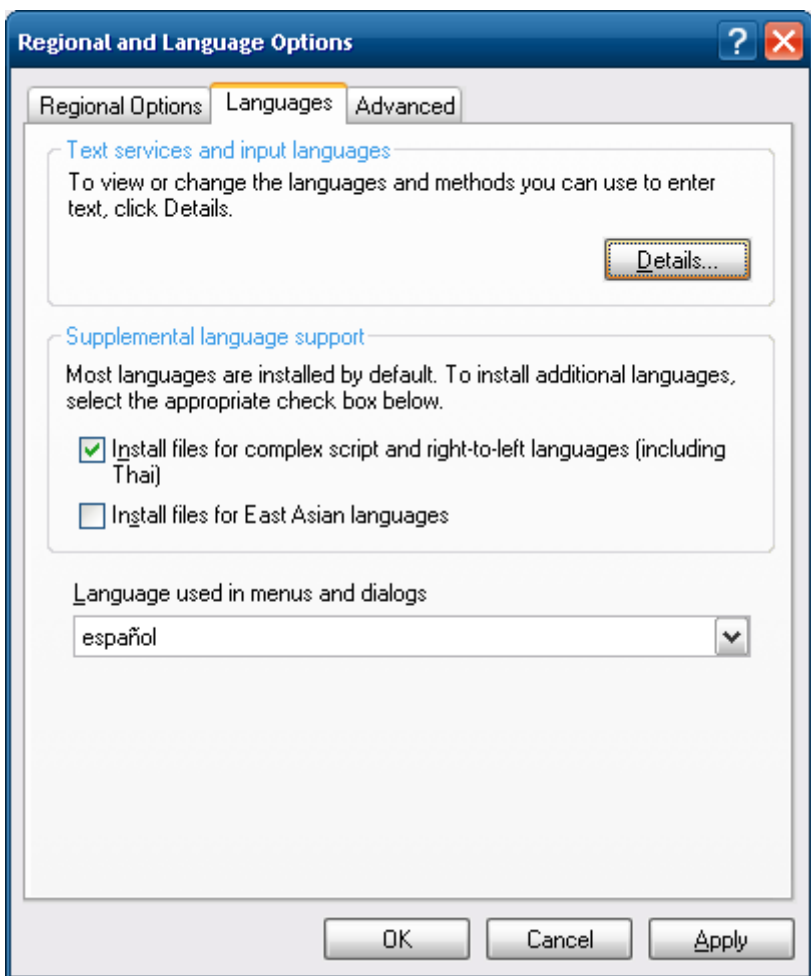 Regional and Language Options
Regional Options
Languages
Advanced
Text services and input languages
To view or change the languages and methods you can use to enter
text, click Details.
Details...
Supplemental language support
Most languages are installed by default. To install additional languages,
select the appropriate check box below.
Install files for complex script and right-to-left languages (including
Thai)
Install files for East Asian languages
Language used in menus and dialogs
español
OK
Cancel
Apply